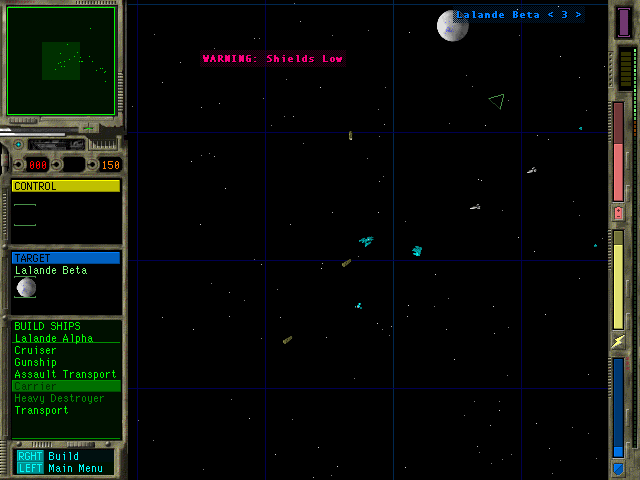 Lalande Beta < 3 >
WARNING: Shields Low
000 150
CONTROL
TARGET
Lalande Beta
BUILD SHIPS
Lalande Alpha
Cruiser
Gunship
Assault Transport
Carrier
Heavy Destroyer
Transport
RGHT Build
LEFT Main Menu